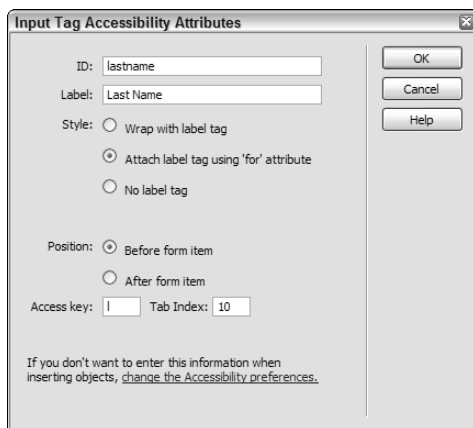 Input Tag Accessibility Attributes
ID: lastname
OK
Label: Last Name
Cancel
Style: Wrap with label tag
Help
Attach label tag using 'for' attribute
No label tag
Position: Before form item
After form item
Access key: l Tab Index: 10
If you don't want to enter this information when
inserting objects, change the Accessibility preferences.